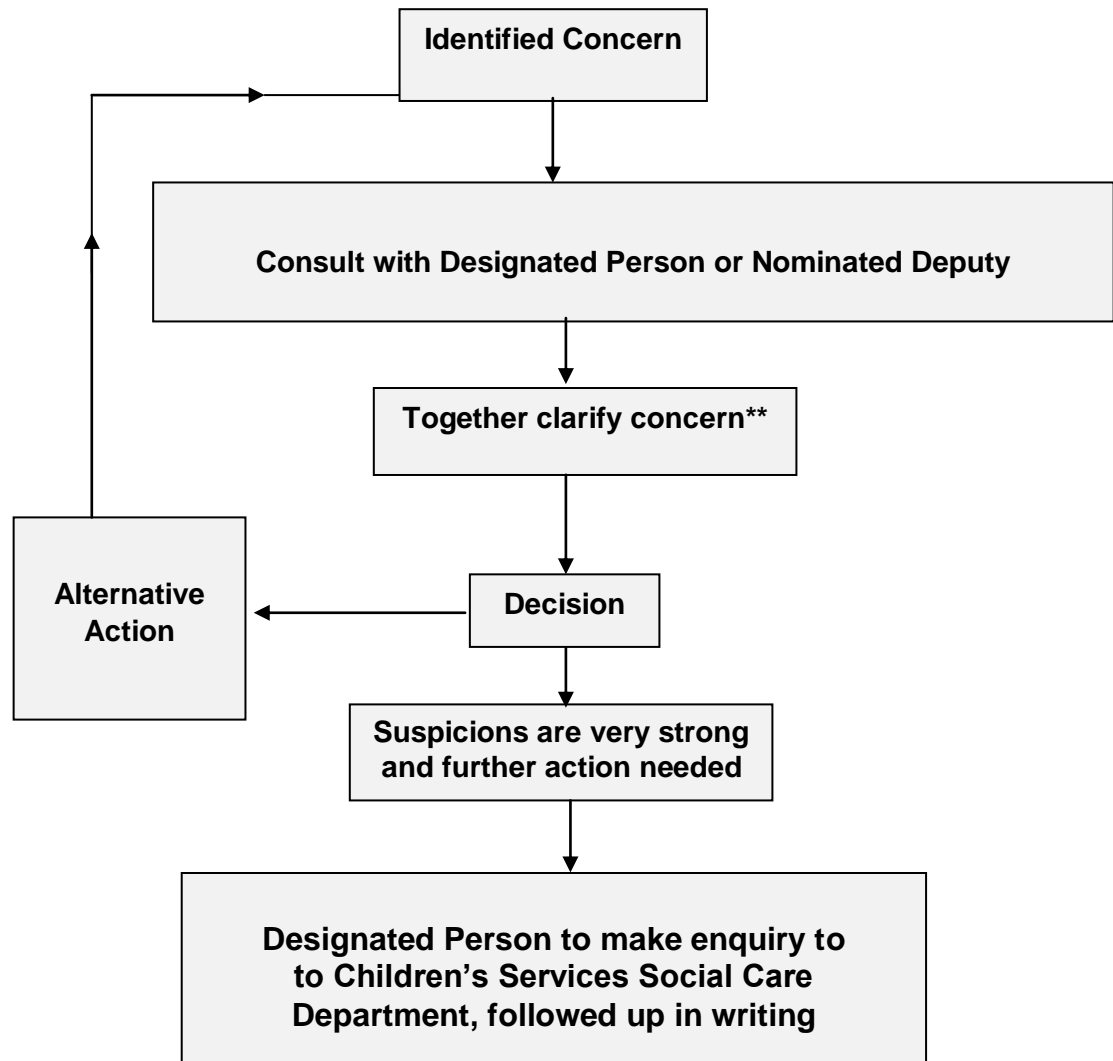 Identified Concern
Consult with Designated Person or Nominated Deputy
Together clarify concern**
Alternative
Action
Decision
Suspicions are very strong
and further action needed
Designated Person to make enquiry to
to Children’s Services Social Care
Department, followed up in writing